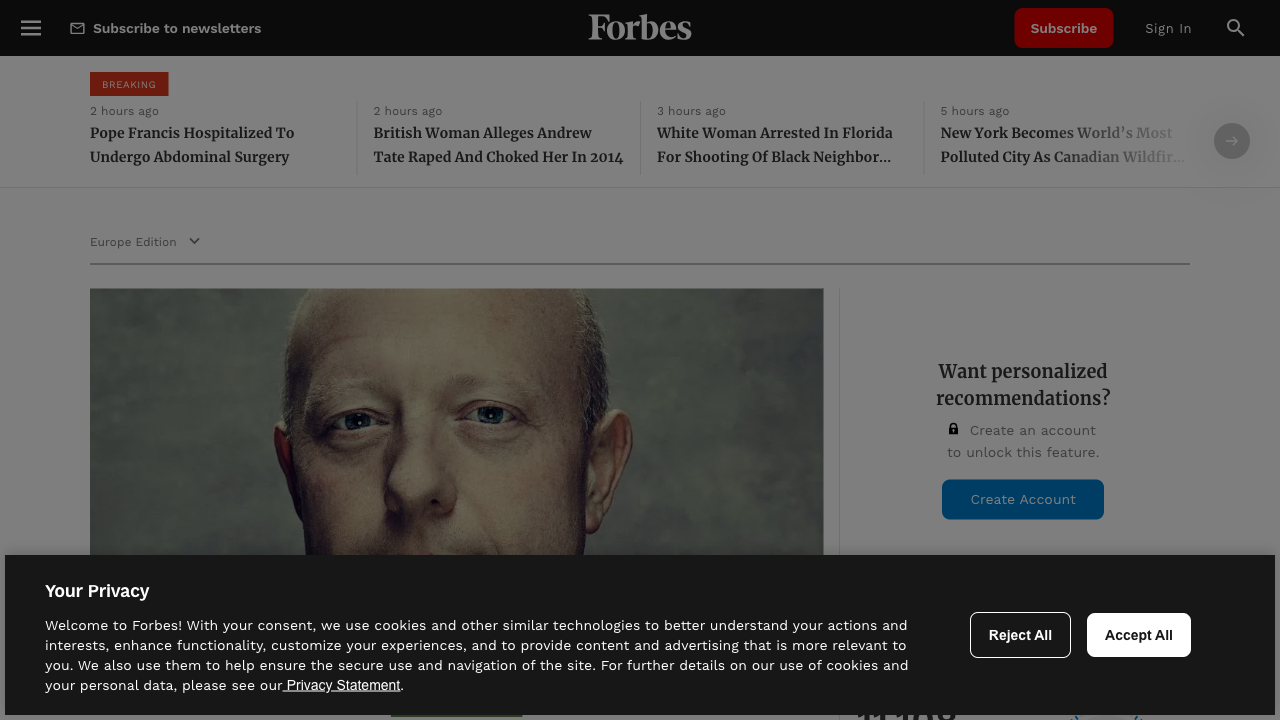 Subscribe to newsletters
Forbes
Subscribe
Sign In
BREAKING
2 hours ago
Pope Francis Hospitalized To
Undergo Abdominal Surgery
2 hours ago
British Woman Alleges Andrew
Tate Raped And Choked Her In 2014
3 hours ago
White Woman Arrested In Florida
For Shooting Of Black Neighbor...
5 hours ago
New York Becomes World's Most
Polluted City As Canadian Wildfir...
Europe Edition
Want personalized
recommendations?
Create an account
to unlock this feature.
Create Account
Your Privacy
Welcome to Forbes! With your consent, we use cookies and other similar technologies to better understand your actions and
interests, enhance functionality, customize your experiences, and to provide content and advertising that is more relevant to
you. We also use them to help ensure the secure use and navigation of the site. For further details on our use of cookies and
your personal data, please see our Privacy Statement.
Reject All
Accept All